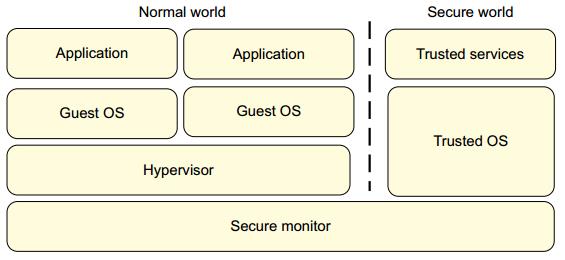 Normal world
Secure world
Application
Application
Trusted services
Guest OS
Guest OS
Trusted OS
Hypervisor
Secure monitor